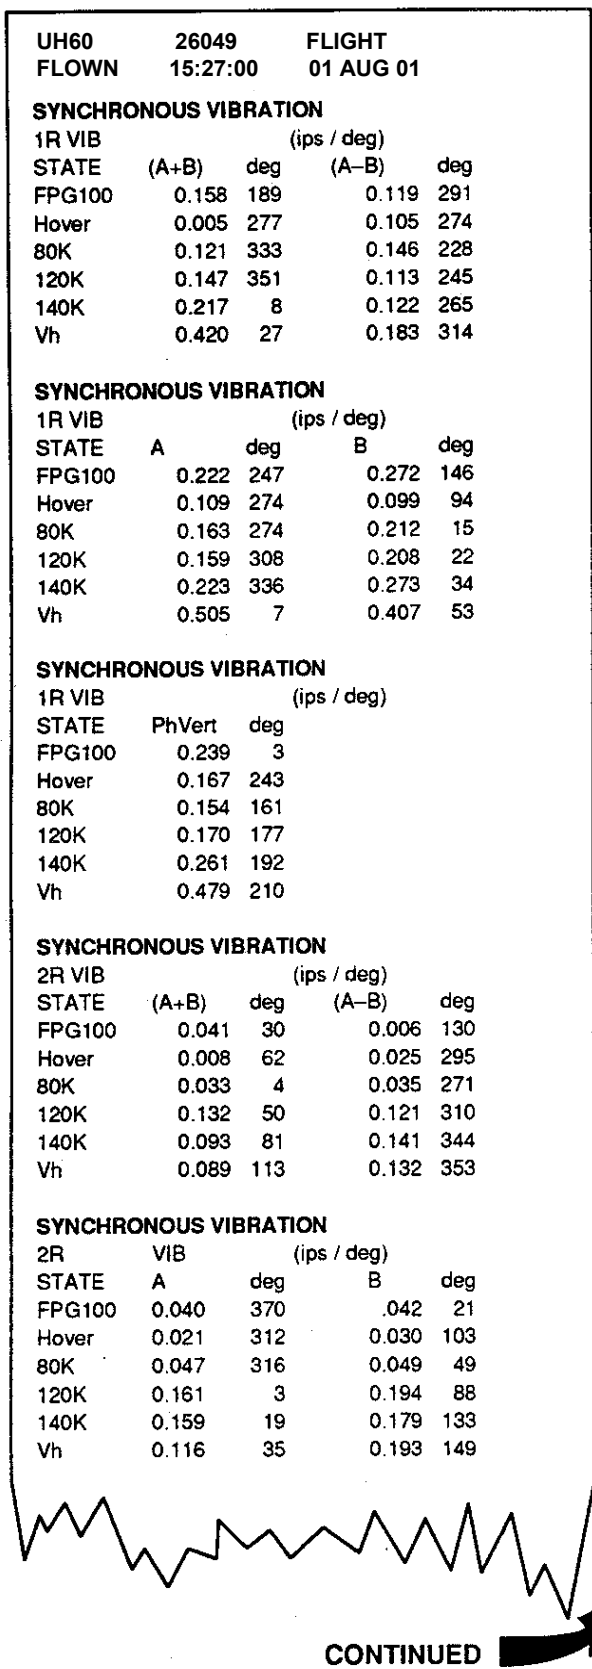 UH60 26049 FLIGHT
FLOWN 15:27:00 01 AUG 01
SYNCHRONOUS VIBRATION
1R VIB (ips / deg)
STATE (A+B) deg (A–B) deg
FPG100 0.158 189 0.119 291
Hover 0.005 277 0.105 274
80K 0.121 333 0.146 228
120K 0.147 351 0.113 245
140K 0.217 8 0.122 265
Vh 0.420 27 0.183 314
SYNCHRONOUS VIBRATION
1R VIB (ips / deg)
STATE A deg B deg
FPG100 0.222 247 0.272 146
Hover 0.109 274 0.099 94
80K 0.163 274 0.212 15
120K 0.159 308 0.208 22
140K 0.223 336 0.273 34
Vh 0.505 7 0.407 53
SYNCHRONOUS VIBRATION
1R VIB (ips / deg)
STATE PhVert deg
FPG100 0.239 3
Hover 0.167 243
80K 0.154 161
120K 0.170 177
140K 0.261 192
Vh 0.479 210
SYNCHRONOUS VIBRATION
2R VIB (ips / deg)
STATE (A+B) deg (A–B) deg
FPG100 0.041 30 0.006 130
Hover 0.008 62 0.025 295
80K 0.033 4 0.035 271
120K 0.132 50 0.121 310
140K 0.093 81 0.141 344
Vh 0.089 113 0.132 353
SYNCHRONOUS VIBRATION
2R VIB (ips / deg)
STATE A deg B deg
FPG100 0.040 370 .042 21
Hover 0.021 312 0.030 103
80K 0.047 316 0.049 49
120K 0.161 3 0.194 88
140K 0.159 19 0.179 133
Vh 0.116 35 0.193 149
CONTINUED